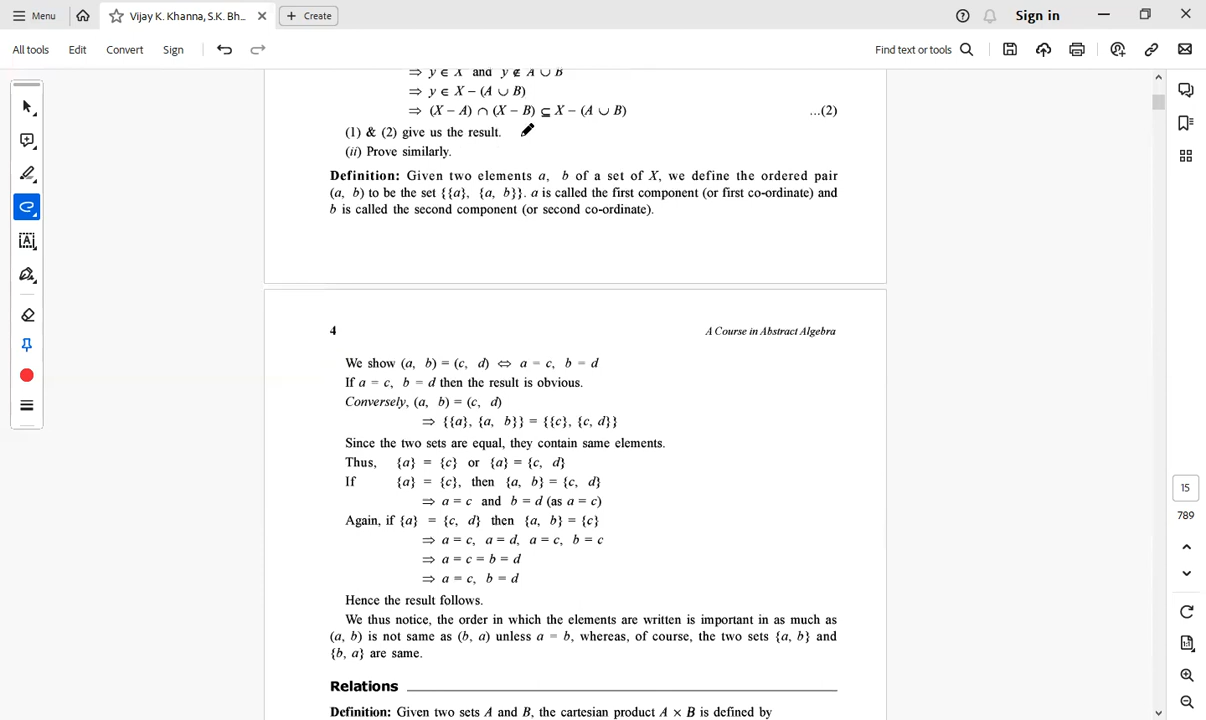 Menu
Vijay K. Khanna, S.K. Bh...
Create
Sign in
All tools Edit Convert Sign
Find text or tools
⇒ y ∈ X and y ∉ A ∪ B
⇒ y ∈ X – (A ∪ B)
⇒ (X – A) ∩ (X – B) ⊆ X – (A ∪ B) ...(2)
(1) & (2) give us the result.
(ii) Prove similarly.
Definition: Given two elements a, b of a set of X, we define the ordered pair
(a, b) to be the set {{a}, {a, b}}. a is called the first component (or first co-ordinate) and
b is called the second component (or second co-ordinate).
4 A Course in Abstract Algebra
We show (a, b) = (c, d) ⇔ a = c, b = d
If a = c, b = d then the result is obvious.
Conversely, (a, b) = (c, d)
⇒ {{a}, {a, b}} = {{c}, {c, d}}
Since the two sets are equal, they contain same elements.
Thus, {a} = {c} or {a} = {c, d}
If {a} = {c}, then {a, b} = {c, d}
⇒ a = c and b = d (as a = c)
Again, if {a} = {c, d} then {a, b} = {c}
⇒ a = c, a = d, a = c, b = c
⇒ a = c = b = d
⇒ a = c, b = d
Hence the result follows.
We thus notice, the order in which the elements are written is important in as much as
(a, b) is not same as (b, a) unless a = b, whereas, of course, the two sets {a, b} and
{b, a} are same.
Relations
Definition: Given two sets A and B, the cartesian product A × B is defined by
15
789